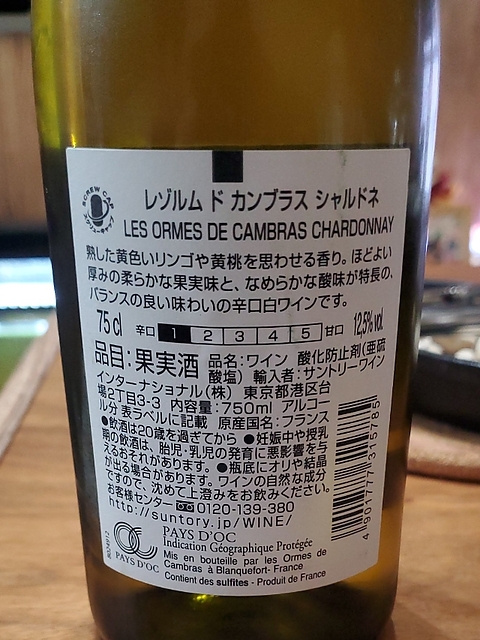 SCREW CAP
スクリューキャップ
レゾルム ド カンブラス シャルドネ
LES ORMES DE CAMBRAS CHARDONNAY
熟した黄色いリンゴや黄桃を思わせる香り。ほどよい
厚みの柔らかな果実味と、なめらかな酸味が特長の、
バランスの良い味わいの辛口白ワインです。
75 cl 辛口 1 2 3 4 5 甘口 12,5% vol
品目:果実酒 品名:ワイン 酸化防止剤(亜硫
酸塩) 輸入者:サントリーワイン
インターナショナル(株) 東京都港区台
場2丁目3-3 内容量:750ml アルコー
ル分 表ラベルに記載 原産国名:フランス
●飲酒は20歳を過ぎてから ●妊娠中や授乳
期の飲酒は、胎児・乳児の発育に悪影響を与
えるおそれがあります。 ●瓶底にオリや結晶
が出る場合があります。ワインの自然な成分
ですので、沈めて上澄みをお飲みください。
お客様センター 0120-139-380
http://suntory.jp/WINE/
4 901777 315785
PAYS D'OC
PAYS D'OC
Indication Géographique Protégée
Mis en bouteille par les Ormes de
Cambras à Blanquefort- France
Contient des sulfites - Produit de France